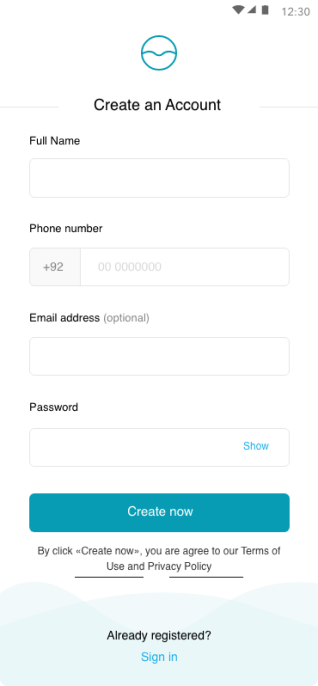 12:30
Create an Account
Full Name
Phone number
+92 00 0000000
Email address (optional)
Password
Show
Create now
By click «Create now», you are agree to our Terms of
Use and Privacy Policy
Already registered?
Sign in